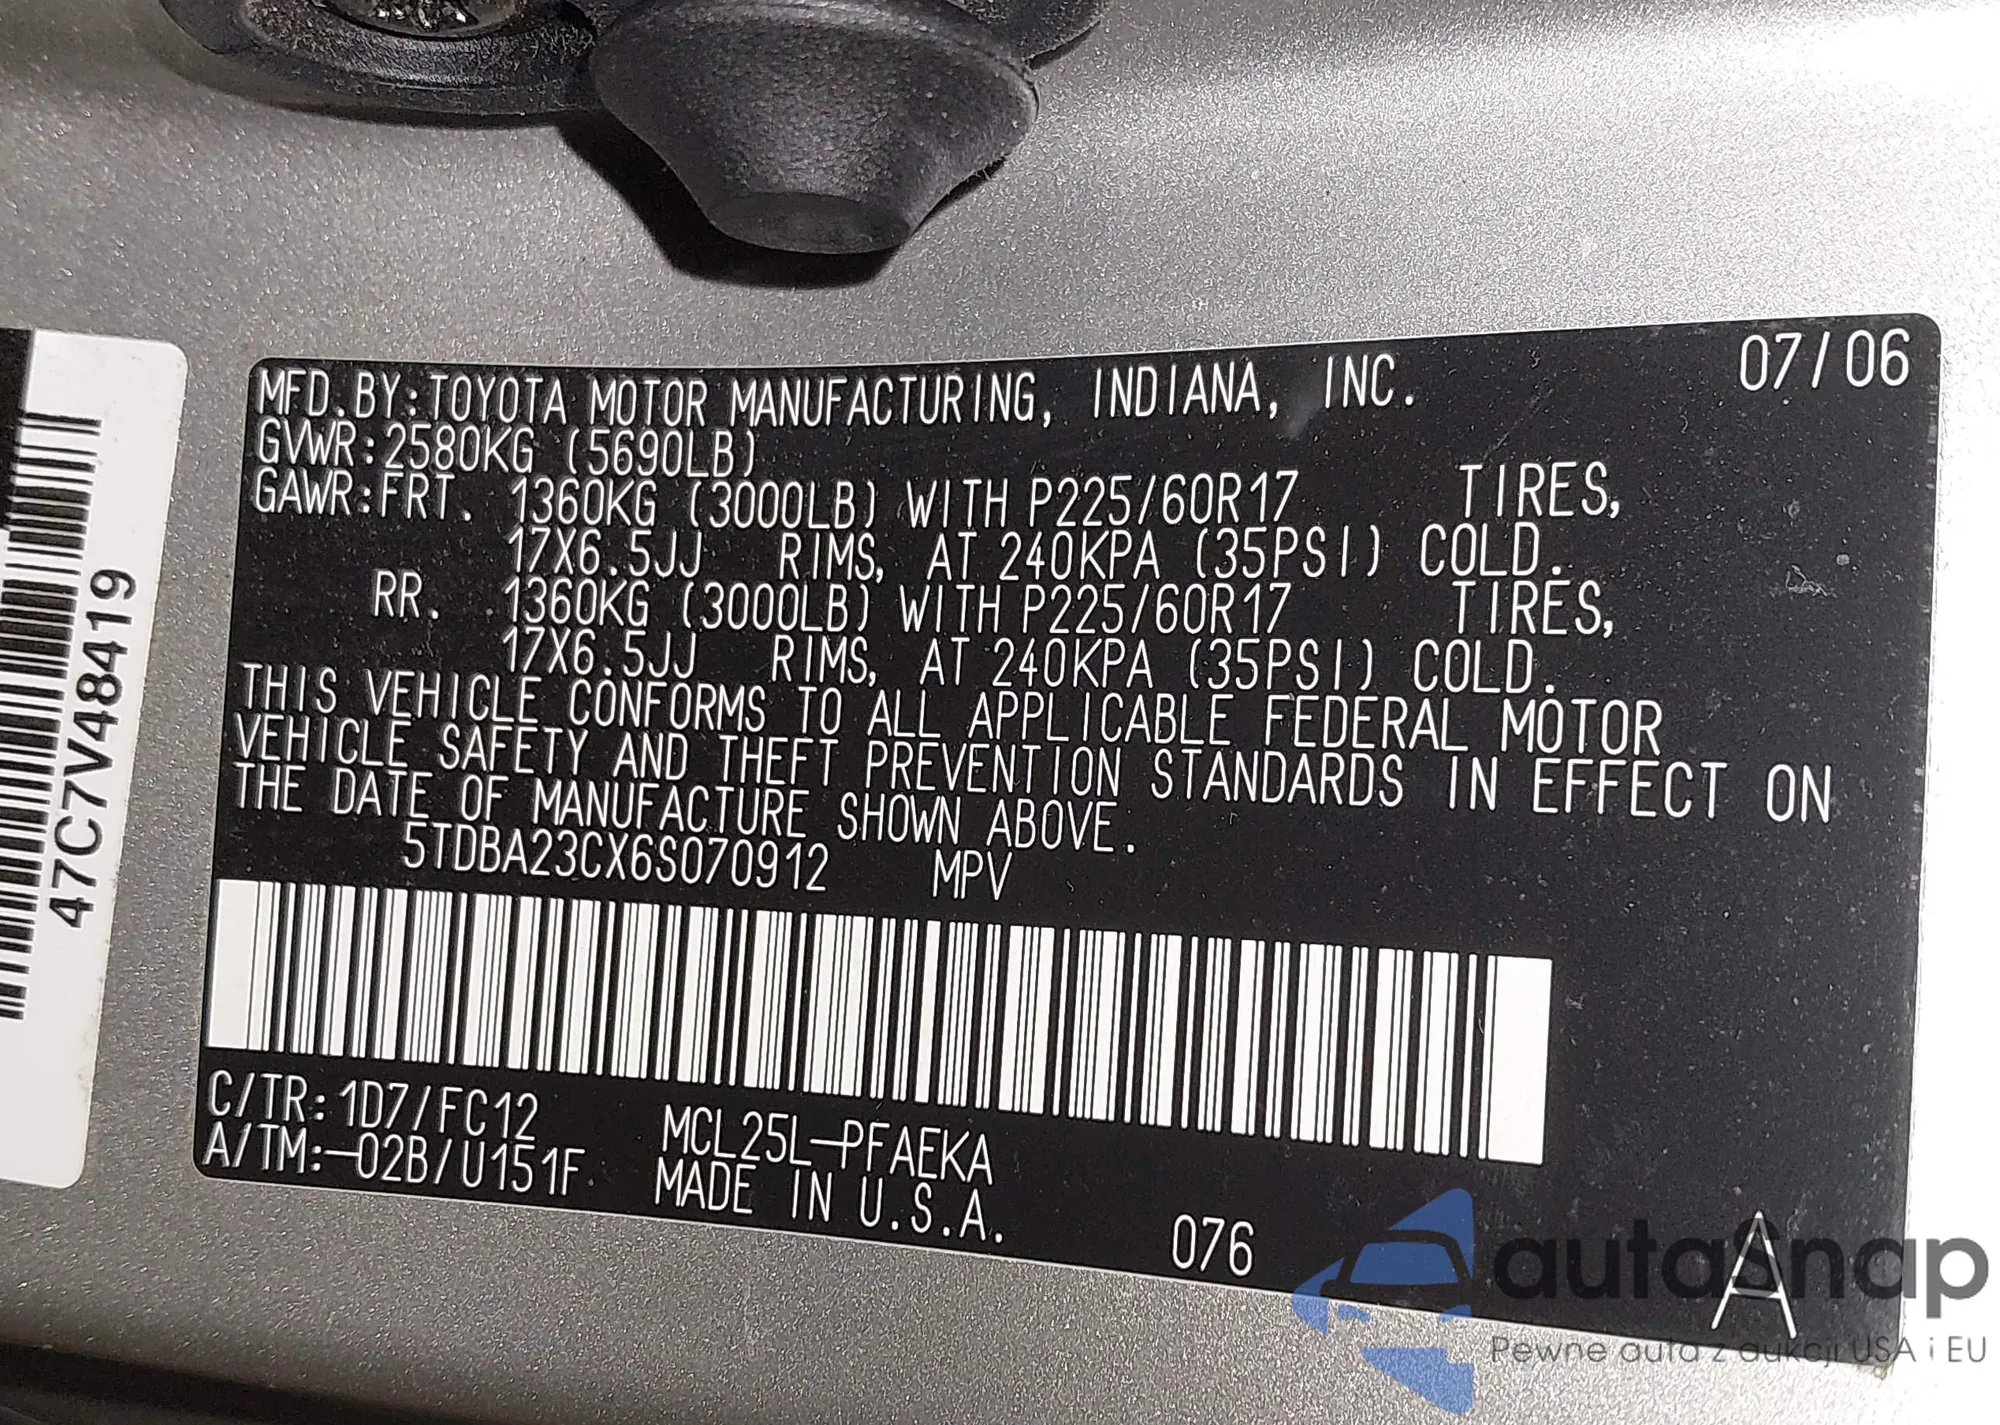 07/06
MFD. BY: TOYOTA MOTOR MANUFACTURING, INDIANA, INC.
GVWR: 2580KG (5690LB)
GAWR: FRT. 1360KG (3000LB) WITH P225/60R17 TIRES,
17X6.5JJ RIMS, AT 240KPA (35PSI) COLD.
RR. 1360KG (3000LB) WITH P225/60R17 TIRES,
17X6.5JJ RIMS, AT 240KPA (35PSI) COLD.
THIS VEHICLE CONFORMS TO ALL APPLICABLE FEDERAL MOTOR
VEHICLE SAFETY AND THEFT PREVENTION STANDARDS IN EFFECT ON
THE DATE OF MANUFACTURE SHOWN ABOVE.
5TDBA23CX6S070912 MPV
C/TR: 1D7/FC12 MCL25L-PFAEKA
A/TM: -02B/U151F MADE IN U.S.A.
076
A
47C7V48419
autoSnap
Pewne auta z aukcji USA i EU